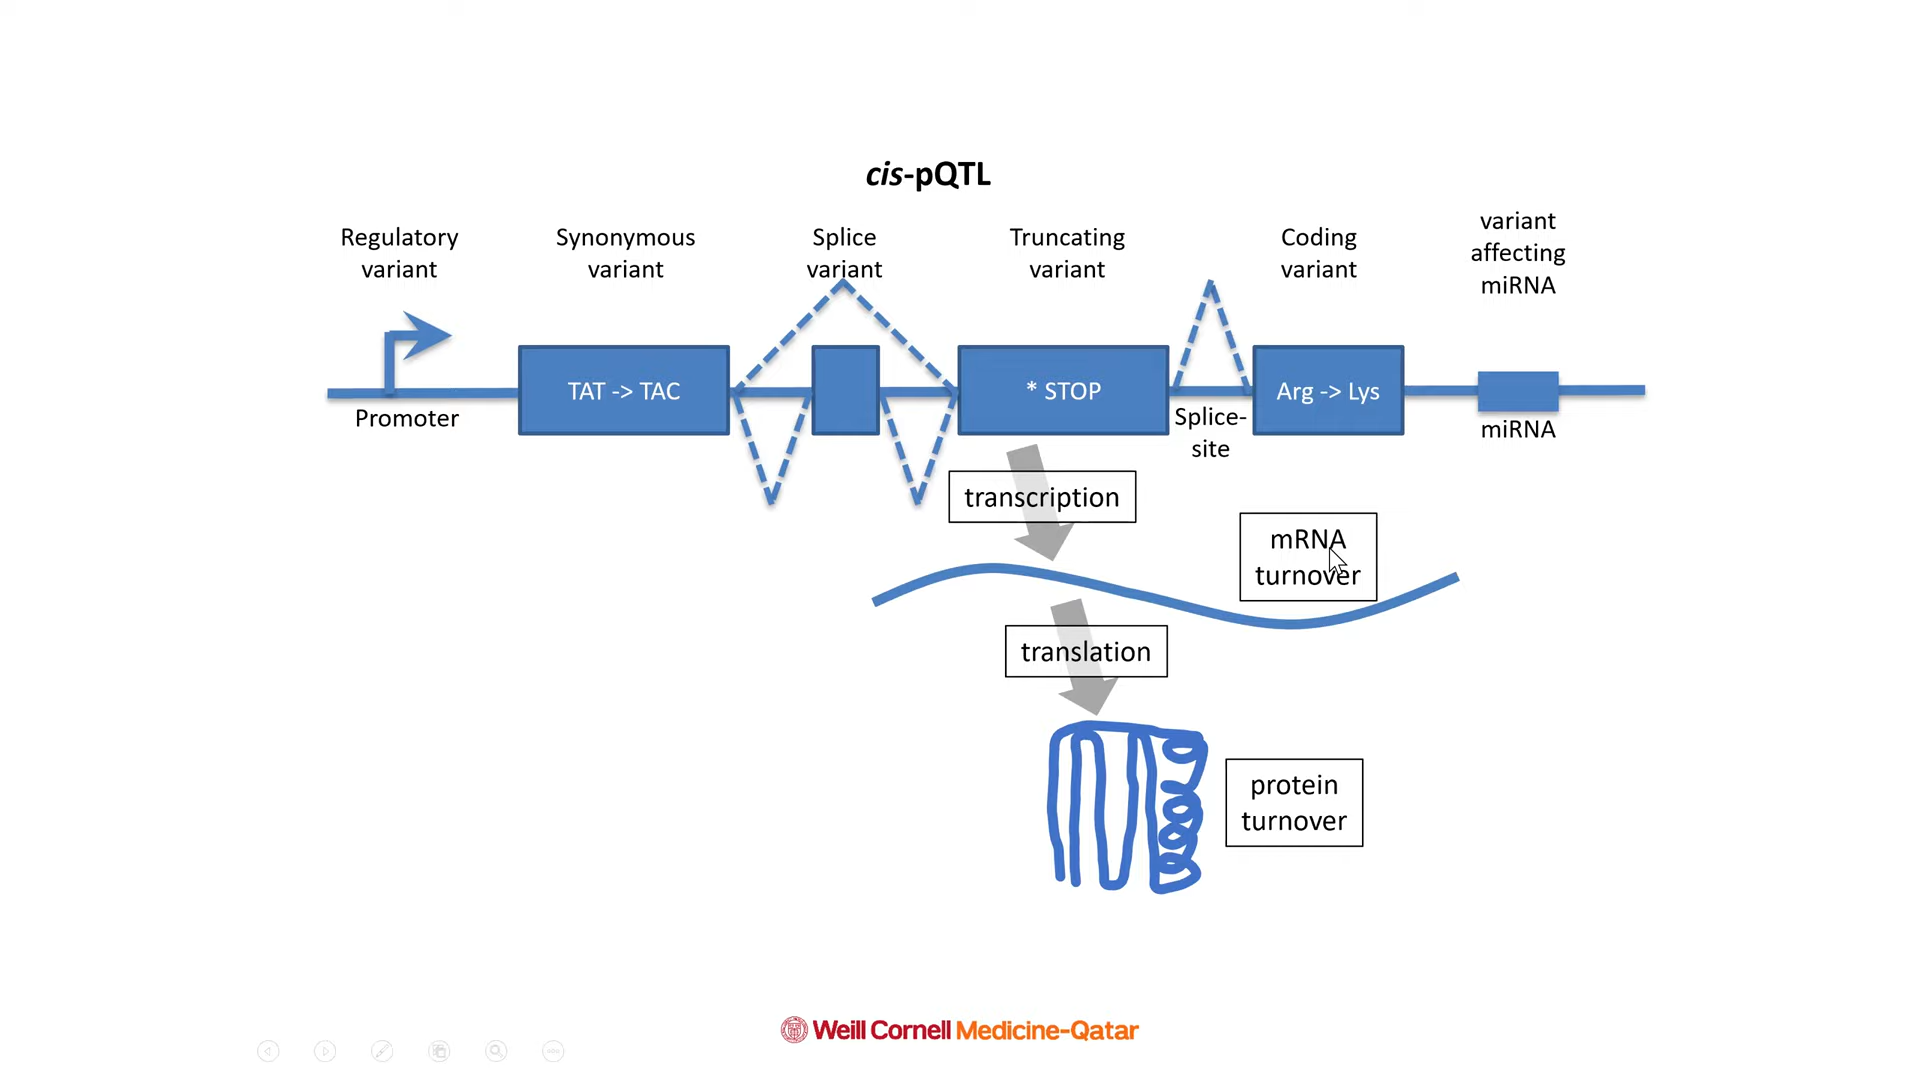 cis-pQTL
Regulatory
variant
Synonymous
variant
Splice
variant
Truncating
variant
Coding
variant
variant
affecting
miRNA
TAT -> TAC
* STOP
Arg -> Lys
Promoter
Splice-
site
miRNA
transcription
mRNA
turnover
translation
protein
turnover
Weill Cornell Medicine-Qatar